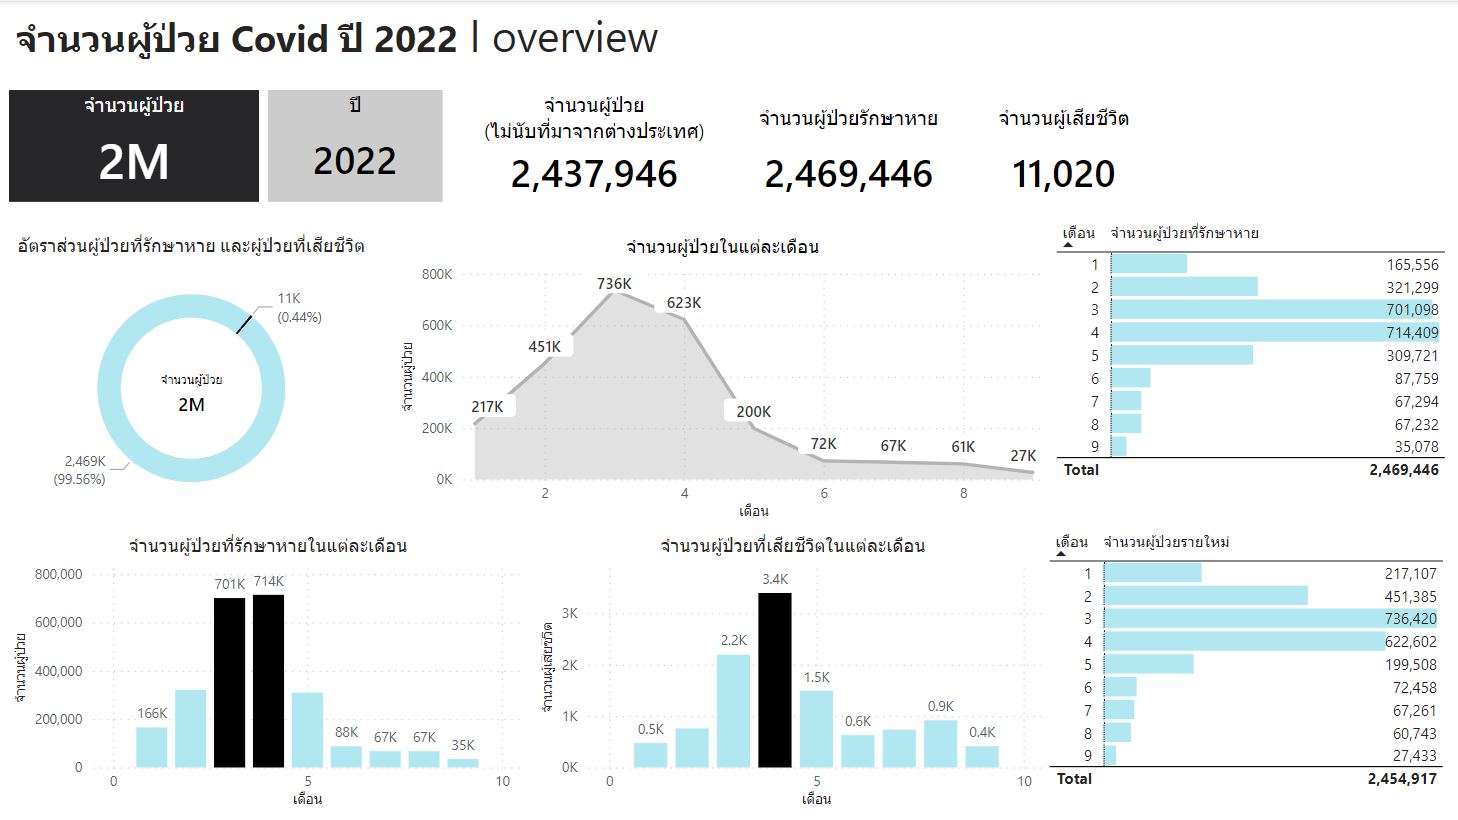 จำนวนผู้ป่วย Covid ปี 2022 | overview
จำนวนผู้ป่วย
2M
ปี
2022
จำนวนผู้ป่วย
(ไม่นับที่มาจากต่างประเทศ)
2,437,946
จำนวนผู้ป่วยรักษาหาย
2,469,446
จำนวนผู้เสียชีวิต
11,020
อัตราส่วนผู้ป่วยที่รักษาหาย และผู้ป่วยที่เสียชีวิต
11K
(0.44%)
จำนวนผู้ป่วย
2M
2,469K
(99.56%)
จำนวนผู้ป่วยในแต่ละเดือน
จำนวนผู้ป่วย
800K
600K
400K
200K
0K
217K
451K
736K
623K
200K
72K
67K
61K
27K
2 4 6 8
เดือน
เดือน จำนวนผู้ป่วยที่รักษาหาย
1 165,556
2 321,299
3 701,098
4 714,409
5 309,721
6 87,759
7 67,294
8 67,232
9 35,078
Total 2,469,446
จำนวนผู้ป่วยที่รักษาหายในแต่ละเดือน
จำนวนผู้ป่วย
800,000
600,000
400,000
200,000
0
166K
701K
714K
88K
67K
67K
35K
0 5 10
เดือน
จำนวนผู้ป่วยที่เสียชีวิตในแต่ละเดือน
จำนวนผู้เสียชีวิต
3K
2K
1K
0K
0.5K
2.2K
3.4K
1.5K
0.6K
0.9K
0.4K
0 5 10
เดือน
เดือน จำนวนผู้ป่วยรายใหม่
1 217,107
2 451,385
3 736,420
4 622,602
5 199,508
6 72,458
7 67,261
8 60,743
9 27,433
Total 2,454,917